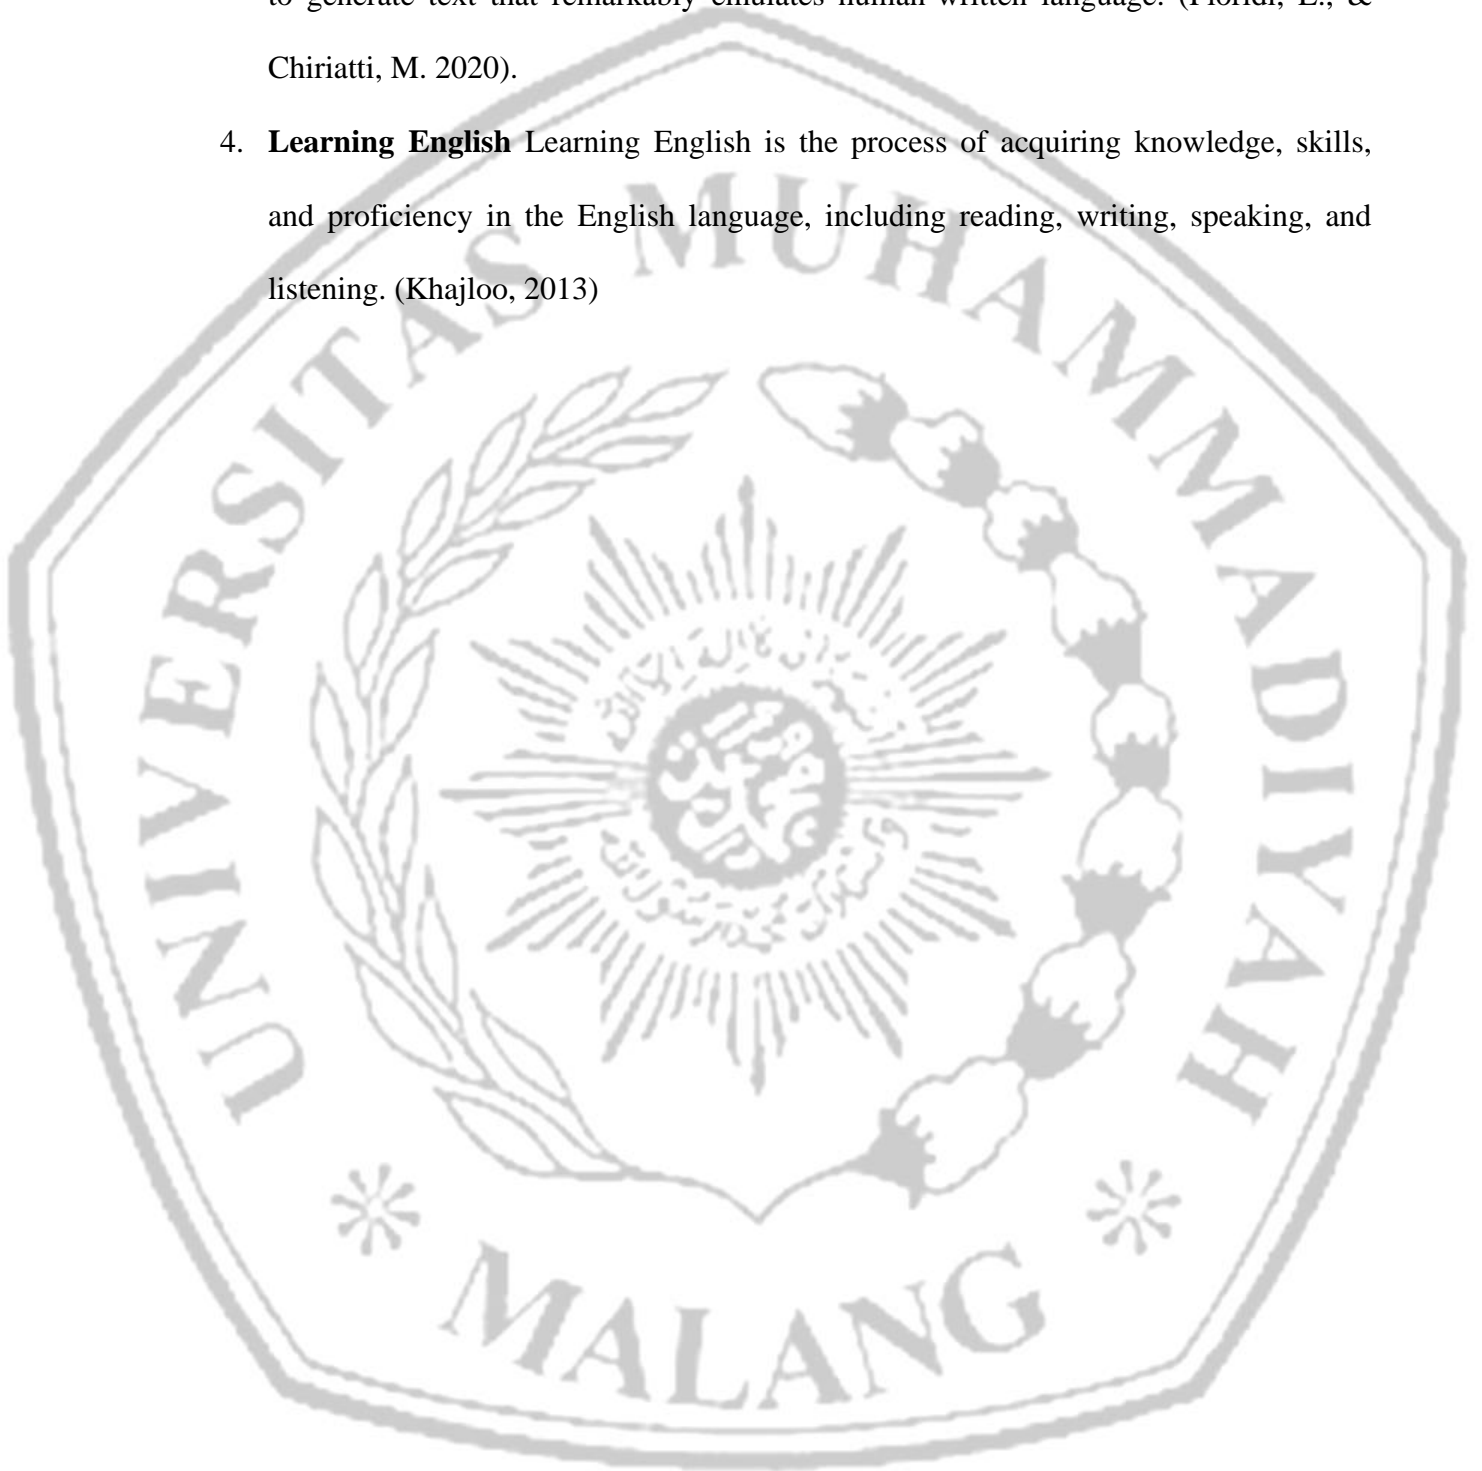 to generate text that remarkably emulates human-written language. (Floridi, L., &
Chiriatti, M. 2020).
4. Learning English Learning English is the process of acquiring knowledge, skills,
and proficiency in the English language, including reading, writing, speaking, and
listening. (Khajloo, 2013)
UNIVERSITAS MUHAMMADIYAH
MALANG